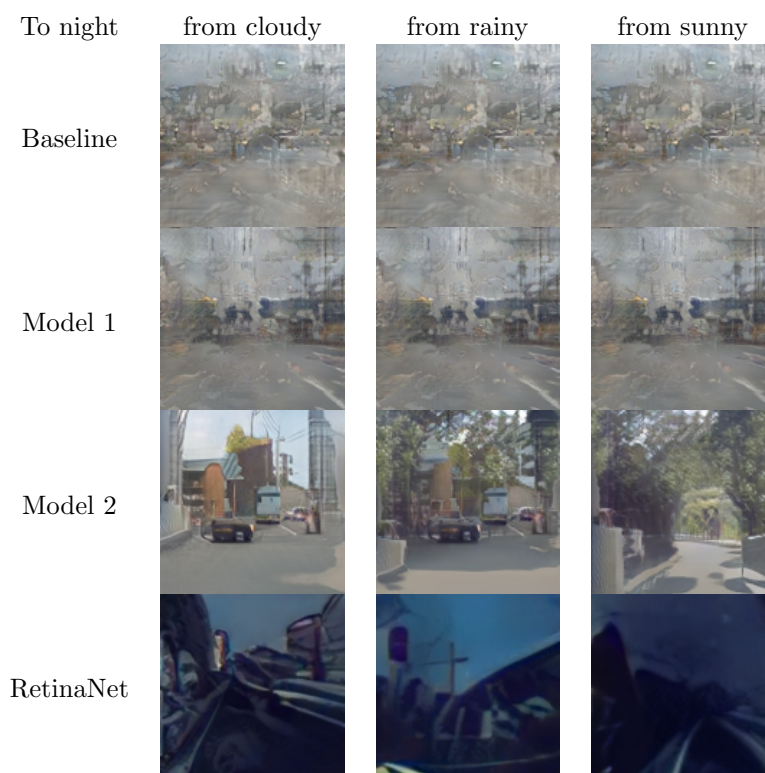 To night from cloudy from rainy from sunny
Baseline
Model 1
Model 2
RetinaNet